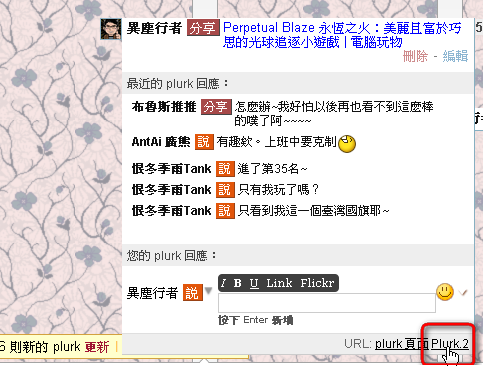 異塵行者 分享 Perpetual Blaze 永恆之火：美麗且富於巧
思的光球追逐小遊戲 | 電腦玩物
刪除 - 編輯
最近的 plurk 回應：
布魯斯推推 分享 怎麼辦~我好怕以後再也看不到這麼棒
的噗了阿~~~~
AntAi 廣熊 說 有趣欸。上班中要克制
恨冬季雨Tank 說 進了第35名~
恨冬季雨Tank 說 只有我玩了嗎？
恨冬季雨Tank 說 只看到我這一個臺灣國旗耶~
您的 plurk 回應：
異塵行者 說
I B U Link Flickr
按下 Enter 新增
URL: plurk 頁面 Plurk.2
6 則新的 plurk 更新 |